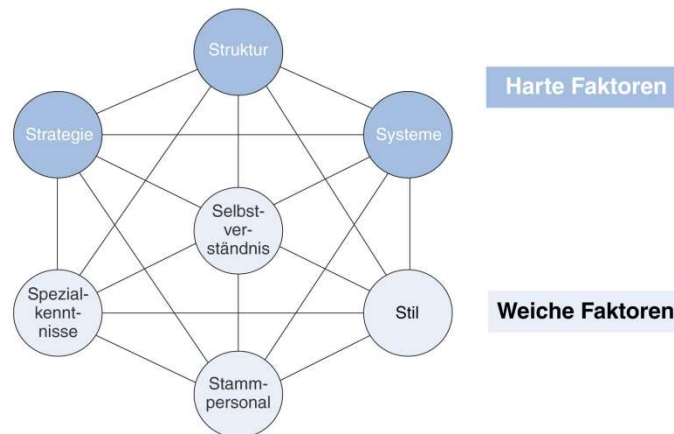 Struktur
Harte Faktoren
Strategie
Systeme
Selbst-
ver-
ständnis
Spezial-
kennt-
nisse
Stil
Weiche Faktoren
Stamm-
personal